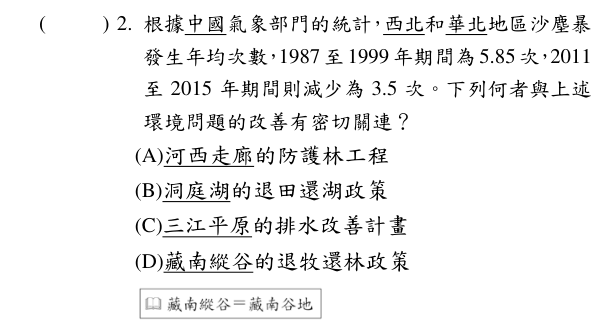 (　　)2. 根據中國氣象部門的統計，西北和華北地區沙塵暴
發生年均次數，1987 至 1999 年期間為 5.85 次，2011
至 2015 年期間則減少為 3.5 次。下列何者與上述
環境問題的改善有密切關連？
(A)河西走廊的防護林工程
(B)洞庭湖的退田還湖政策
(C)三江平原的排水改善計畫
(D)藏南縱谷的退牧還林政策
藏南縱谷＝藏南谷地